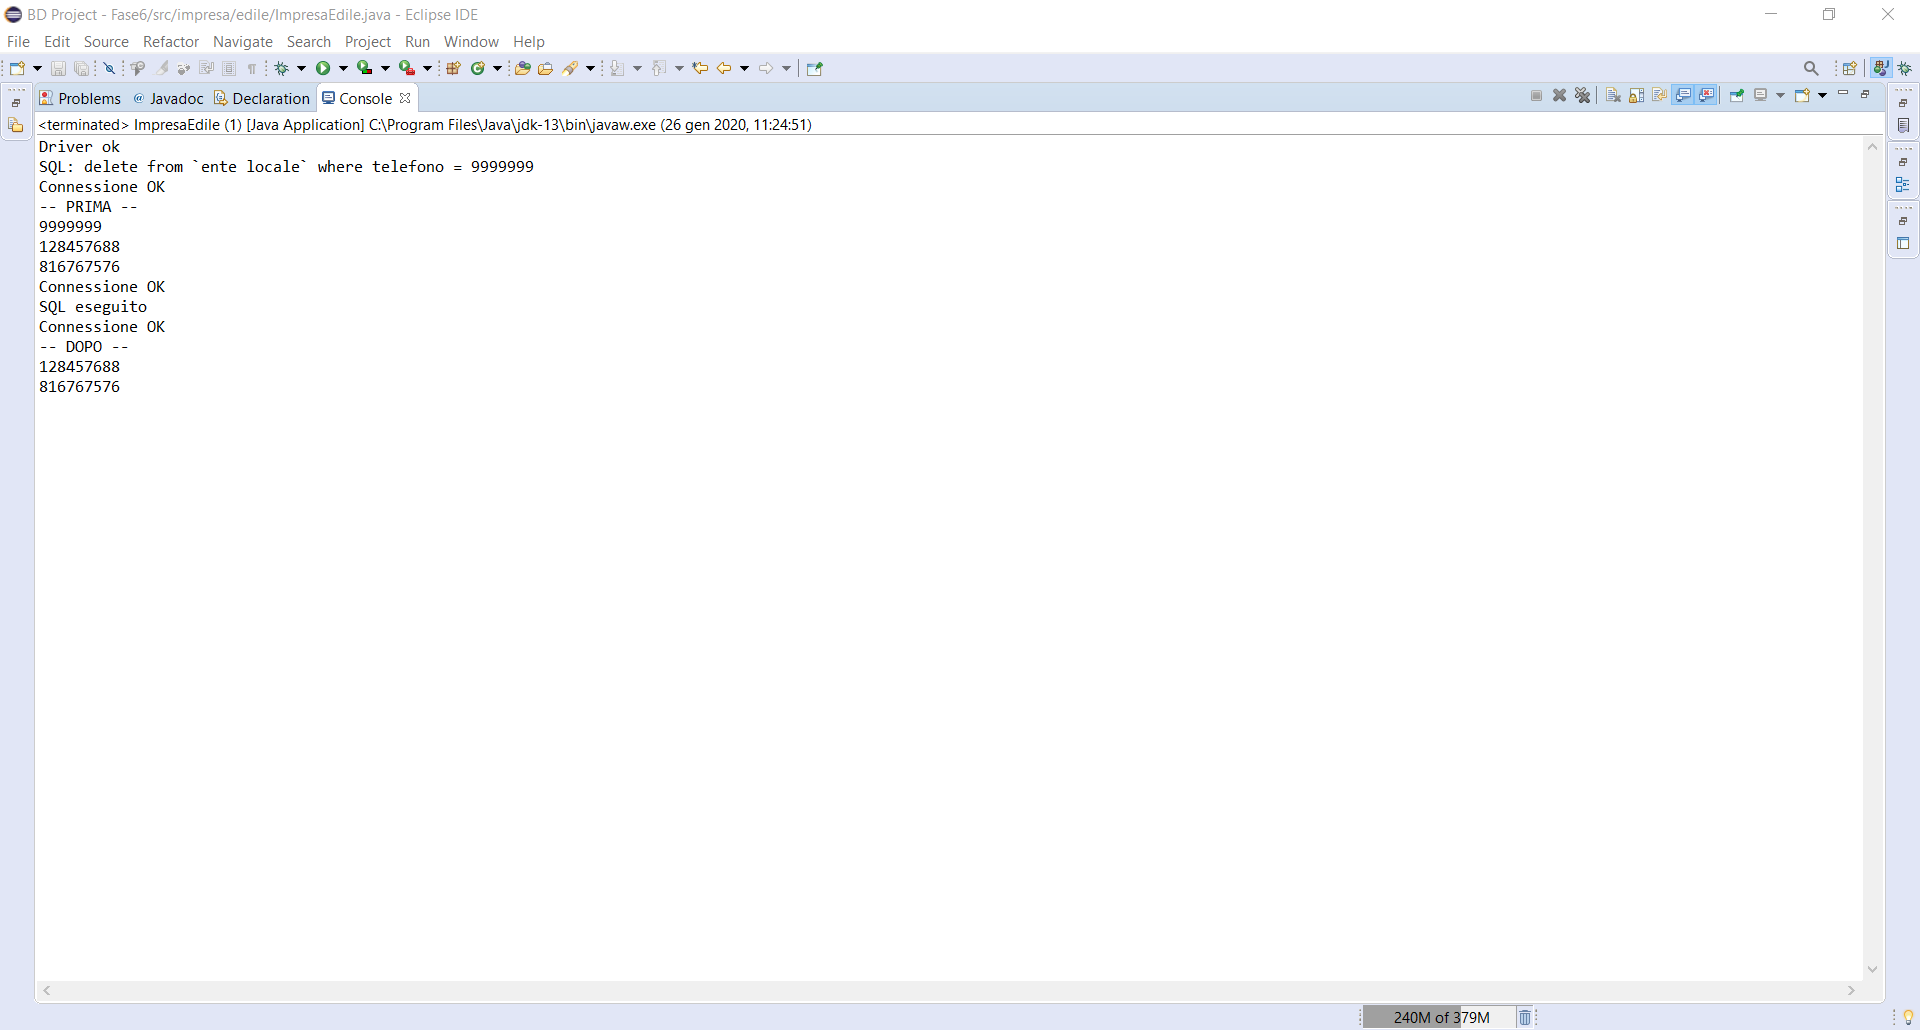 BD Project - Fase6/src/impresa/edile/ImpresaEdile.java - Eclipse IDE
File Edit Source Refactor Navigate Search Project Run Window Help
Problems @ Javadoc Declaration Console
<terminated> ImpresaEdile (1) [Java Application] C:\Program Files\Java\jdk-13\bin\javaw.exe (26 gen 2020, 11:24:51)
Driver ok
SQL: delete from `ente locale` where telefono = 9999999
Connessione OK
-- PRIMA --
9999999
128457688
816767576
Connessione OK
SQL eseguito
Connessione OK
-- DOPO --
128457688
816767576
240M of 379M